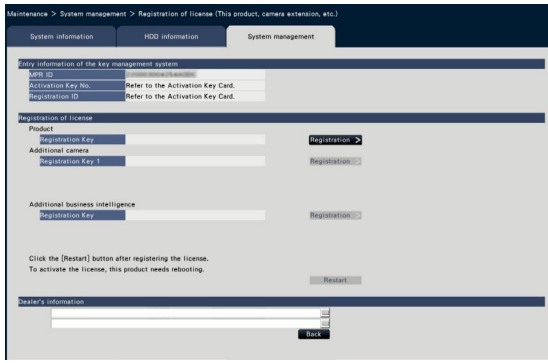 Maintenance > System management > Registration of license (This product, camera extension, etc.)
System information HDD information System management
Entry information of the key management system
MPR ID
Activation Key No. Refer to the Activation Key Card.
Registration ID Refer to the Activation Key Card.
Registration of license
Product
Registration Key Registration >
Additional camera
Registration Key 1 Registration >
Additional business intelligence
Registration Key Registration >
Click the [Restart] button after registering the license.
To activate the license, this product needs rebooting.
Restart
Dealer's information
Back